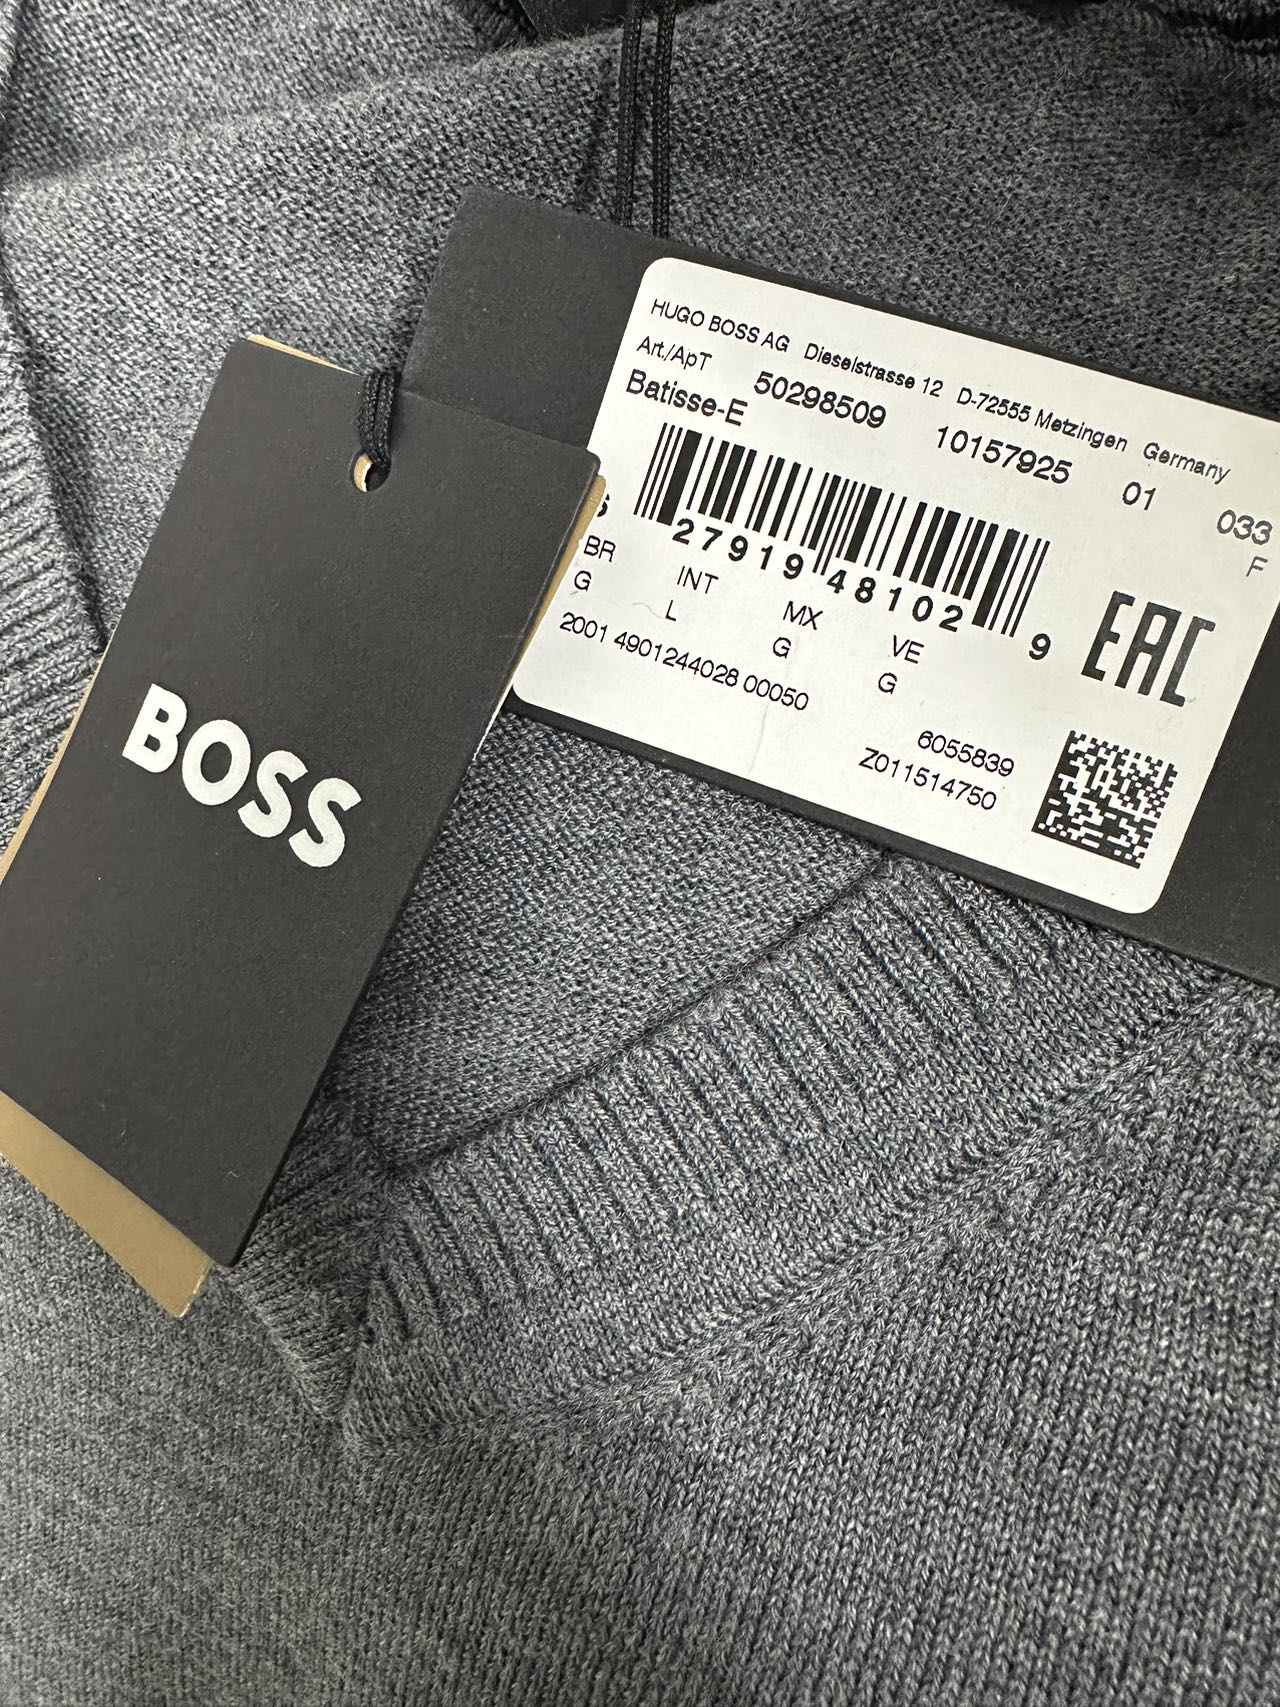 HUGO BOSS AG Dieselstrasse 12 D-72555 Metzingen Germany
Art./АрТ 50298509 10157925 01 033
Batisse-E F
27919 48102 9
BR INT MX VE
G L G G
EAC
2001 4901244028 00050
6055839
Z011514750
BOSS